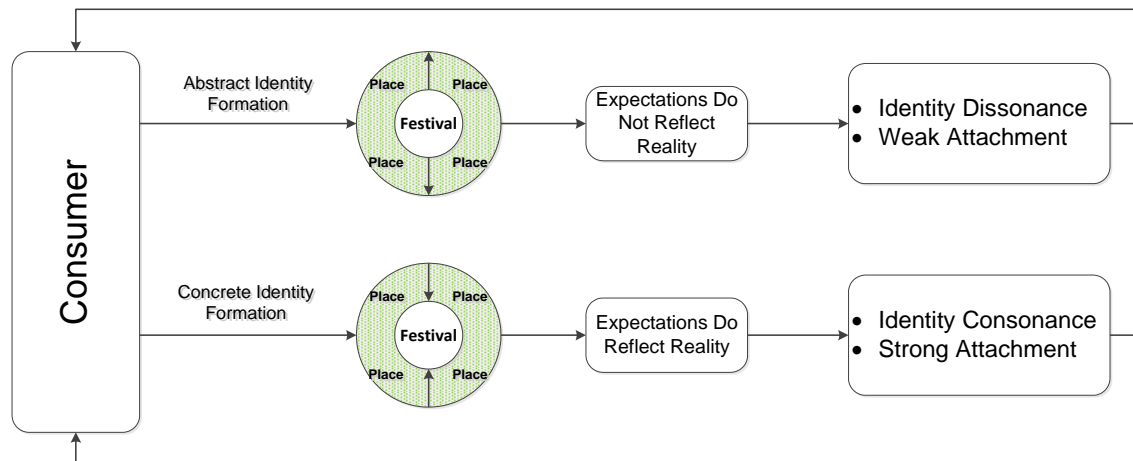 Consumer
Abstract Identity
Formation
Place
Place
Festival
Place
Place
Expectations Do
Not Reflect
Reality
• Identity Dissonance
• Weak Attachment
Concrete Identity
Formation
Place
Place
Festival
Place
Place
Expectations Do
Reflect Reality
• Identity Consonance
• Strong Attachment